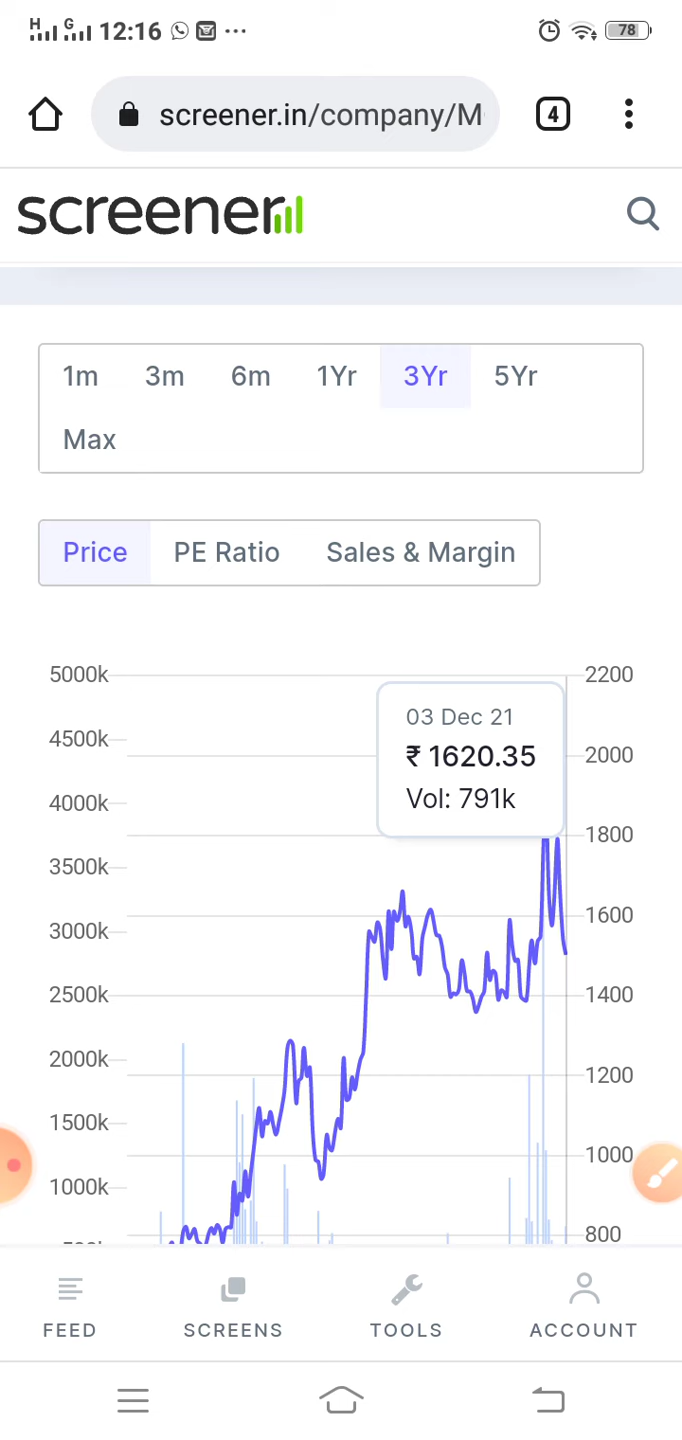 H G 12:16 ... 78
screener.in/company/M 4
screener
1m 3m 6m 1Yr 3Yr 5Yr
Max
Price PE Ratio Sales & Margin
5000k 2200
03 Dec 21
4500k ₹ 1620.35 2000
Vol: 791k
4000k
1800
3500k
3000k 1600
2500k 1400
2000k 1200
1500k
1000k 1000
800
FEED SCREENS TOOLS ACCOUNT